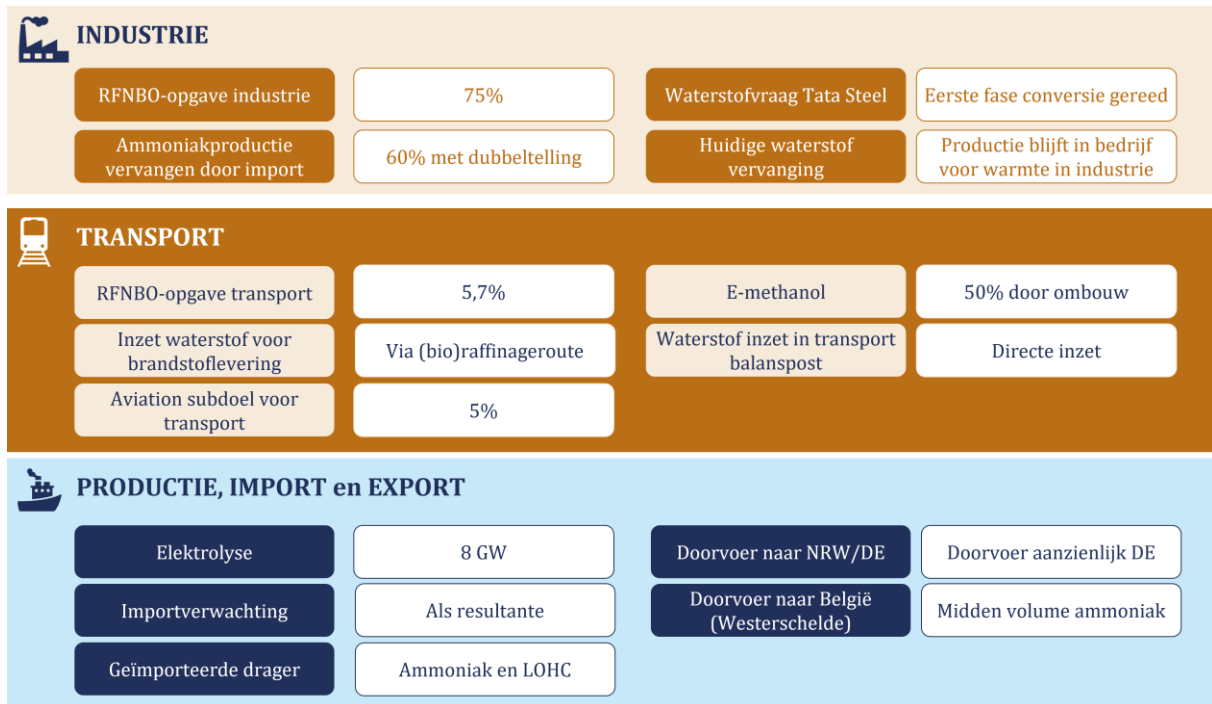 INDUSTRIE
RFNBO-opgave industrie
75%
Waterstofvraag Tata Steel
Eerste fase conversie gereed
Ammoniakproductie
vervangen door import
60% met dubbeltelling
Huidige waterstof
vervanging
Productie blijft in bedrijf
voor warmte in industrie
TRANSPORT
RFNBO-opgave transport
5,7%
E-methanol
50% door ombouw
Inzet waterstof voor
brandstoflevering
Via (bio)raffinageroute
Waterstof inzet in transport
balanspost
Directe inzet
Aviation subdoel voor
transport
5%
PRODUCTIE, IMPORT en EXPORT
Elektrolyse
8 GW
Doorvoer naar NRW/DE
Doorvoer aanzienlijk DE
Importverwachting
Als resultante
Doorvoer naar België
(Westerschelde)
Midden volume ammoniak
Geïmporteerde drager
Ammoniak en LOHC